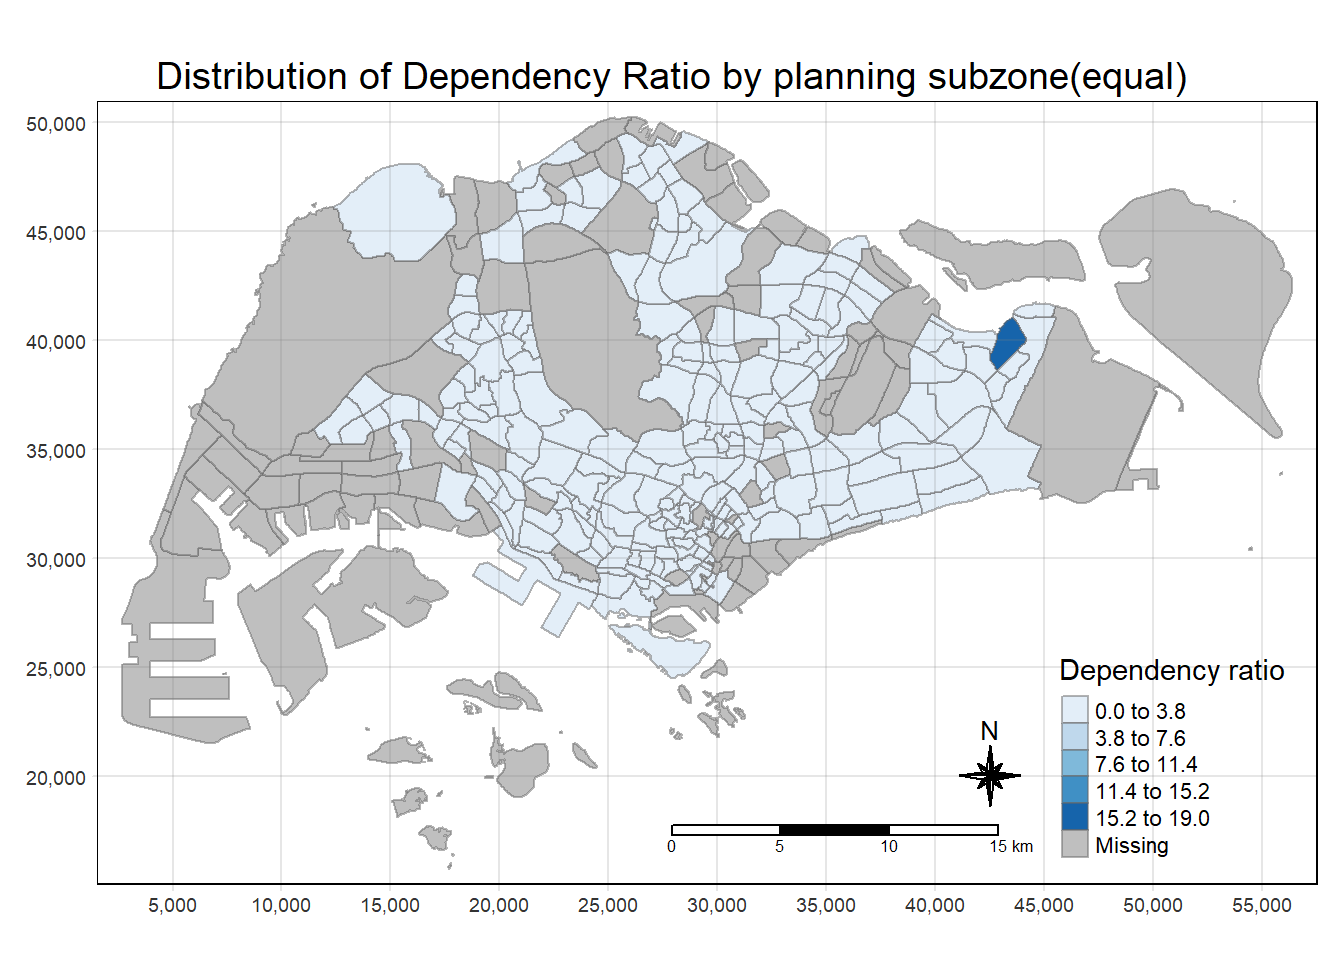 Distribution of Dependency Ratio by planning subzone(equal)
50,000
45,000
40,000
35,000
30,000
25,000
20,000
Dependency ratio
0.0 to 3.8
3.8 to 7.6
7.6 to 11.4
11.4 to 15.2
15.2 to 19.0
Missing
N
0 5 10 15 km
5,000 10,000 15,000 20,000 25,000 30,000 35,000 40,000 45,000 50,000 55,000